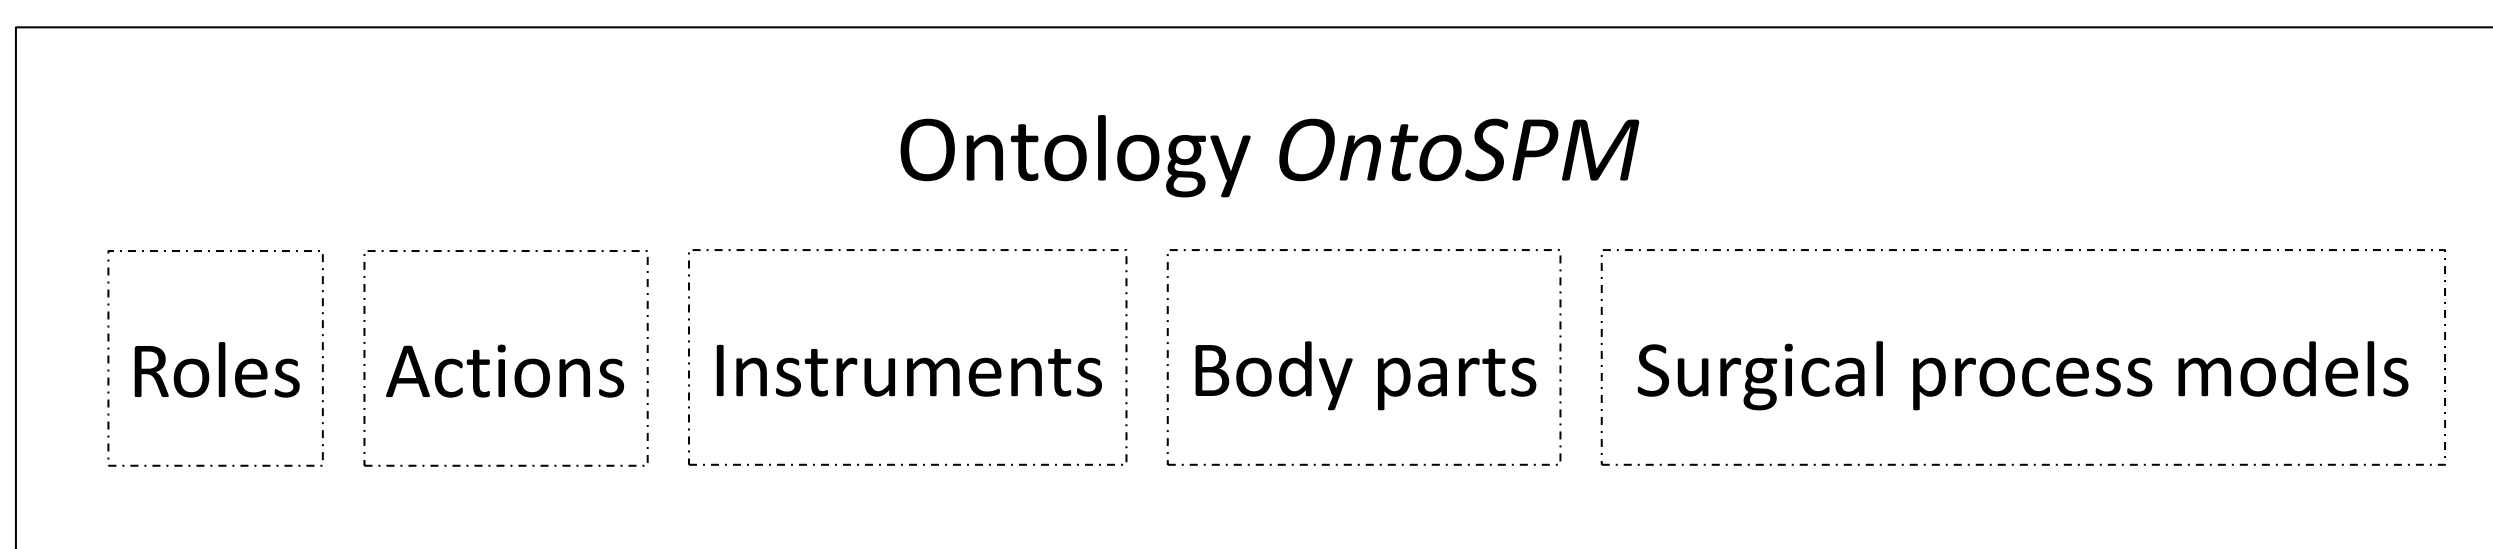 Ontology OntoSPM
Roles Actions Instruments Body parts Surgical process models